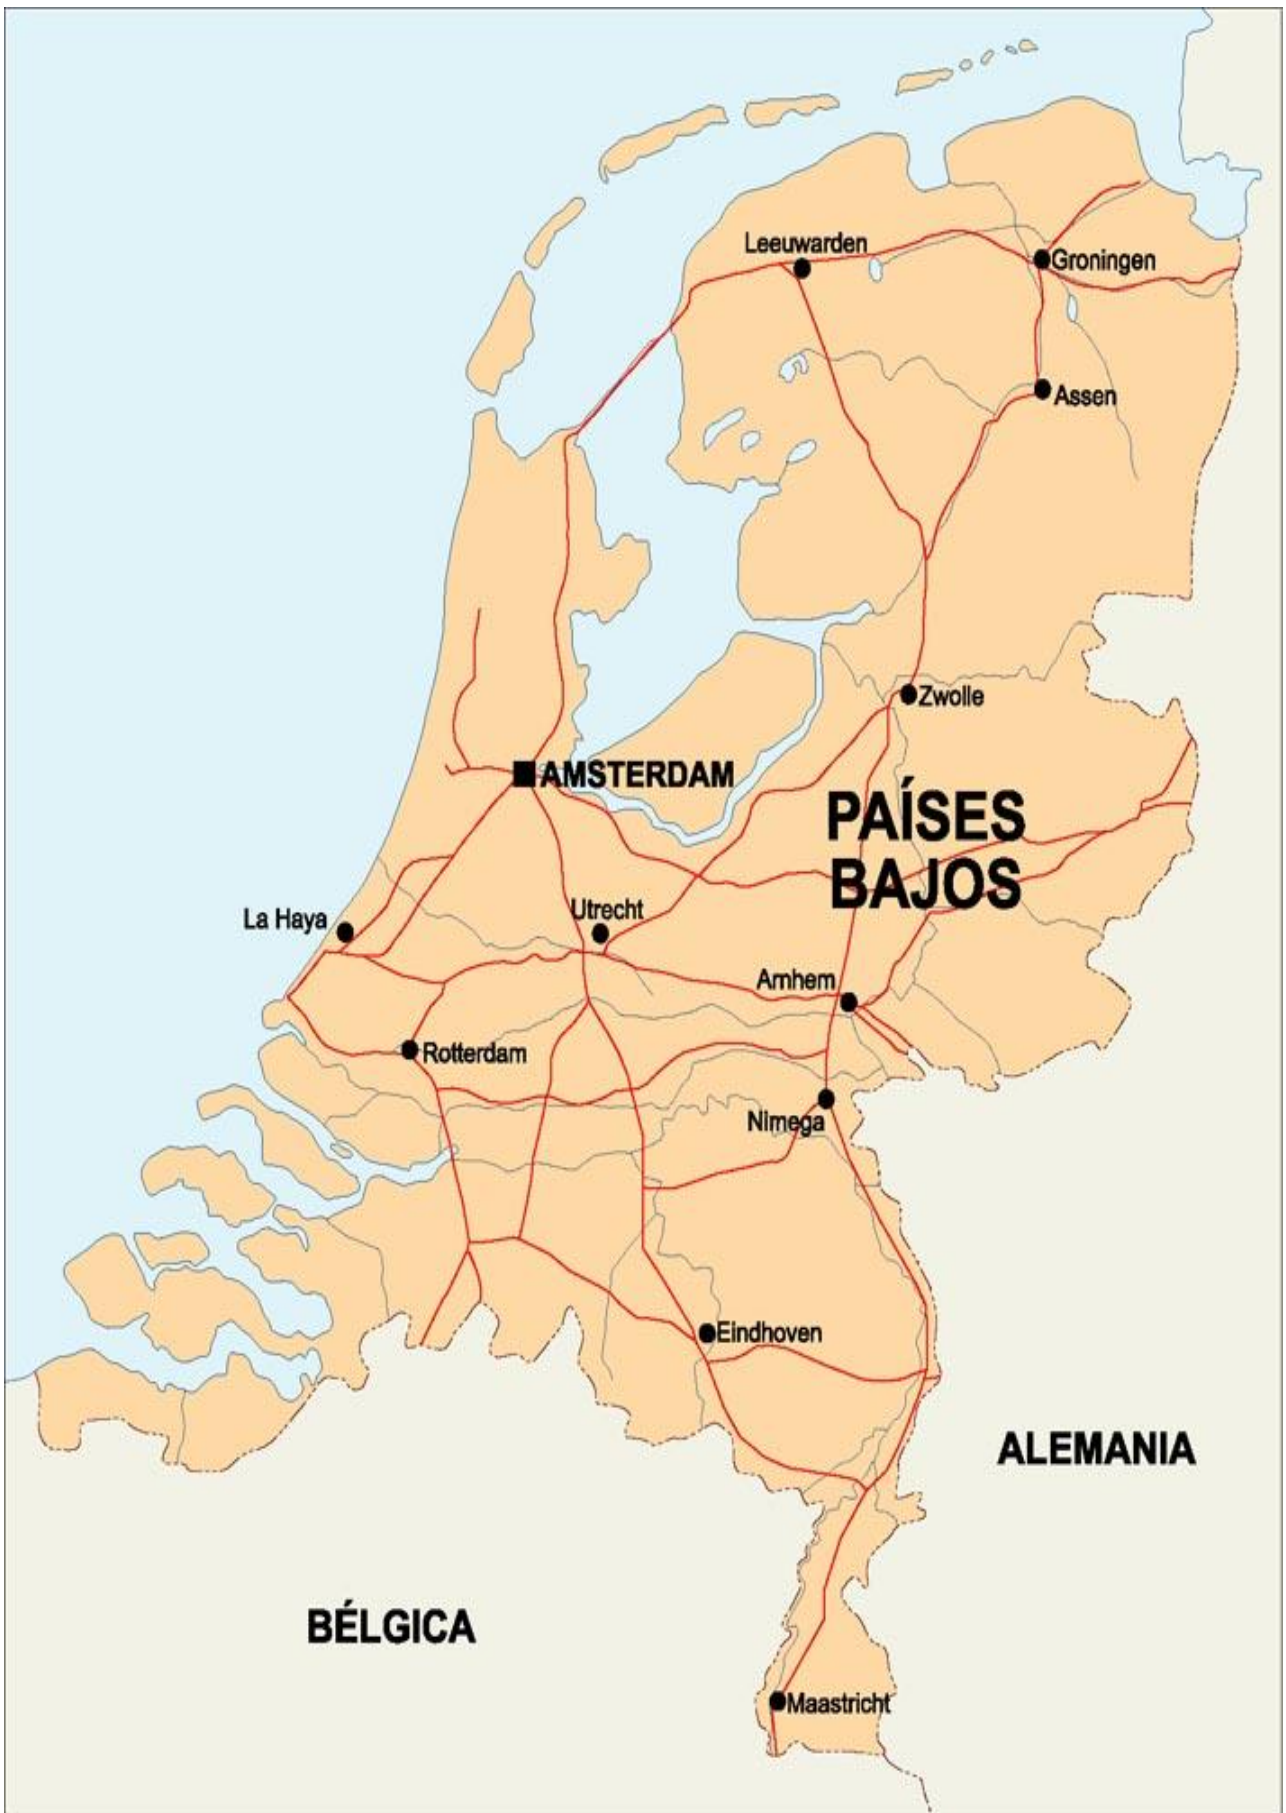 Leeuwarden
Groningen
Assen
Zwolle
AMSTERDAM
PAÍSES
BAJOS
La Haya
Utrecht
Arnhem
Rotterdam
Nimega
Eindhoven
ALEMANIA
BÉLGICA
Maastricht